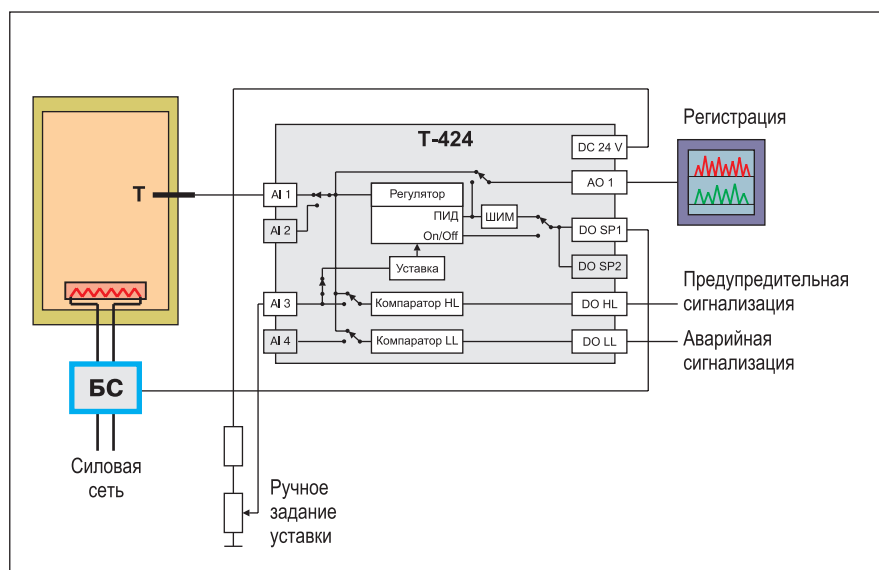 Т-424
DC 24 V
Регистрация
Т
AI 1
Регулятор
AO 1
AI 2
ПИД
ШИМ
On/Off
DO SP1
Уставка
DO SP2
AI 3
Компаратор HL
DO HL
Предупредительная
сигнализация
AI 4
Компаратор LL
DO LL
Аварийная
сигнализация
БС
Силовая
сеть
Ручное
задание
уставки